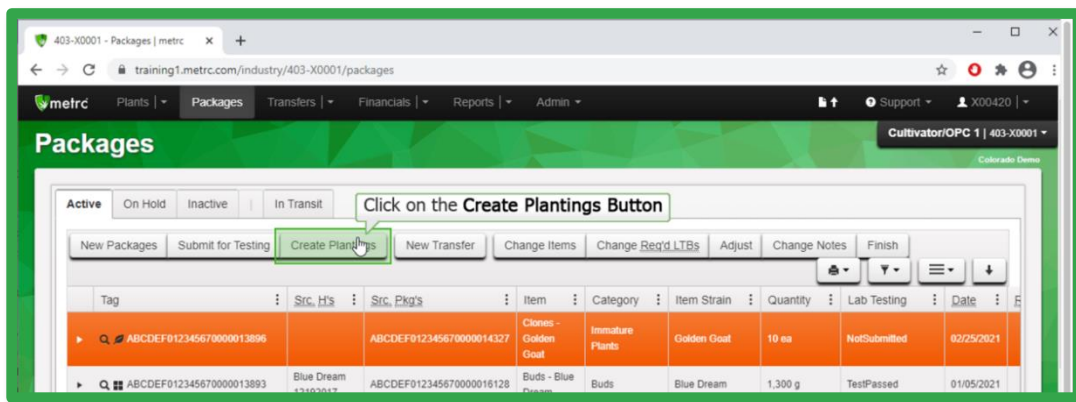 403-X0001 - Packages | metrc
training1.metrc.com/industry/403-X0001/packages
metrc Plants | Packages Transfers | Financials | Reports | Admin Support X00420 |
Packages
Cultivator/OPC 1 | 403-X0001
Colorado Demo
Active On Hold Inactive | In Transit
Click on the Create Plantings Button
New Packages Submit for Testing Create Plantings New Transfer Change Items Change Req'd LTBs Adjust Change Notes Finish
Tag Src. H's Src. Pkg's Item Category Item Strain Quantity Lab Testing Date
ABCDEF012345670000013896 ABCDEF012345670000014327 Clones - Golden Goat Immature Plants Golden Goat 10 ea NotSubmitted 02/25/2021
ABCDEF012345670000013893 Blue Dream ABCDEF012345670000016128 Buds - Blue Buds Blue Dream 1,300 g TestPassed 01/05/2021